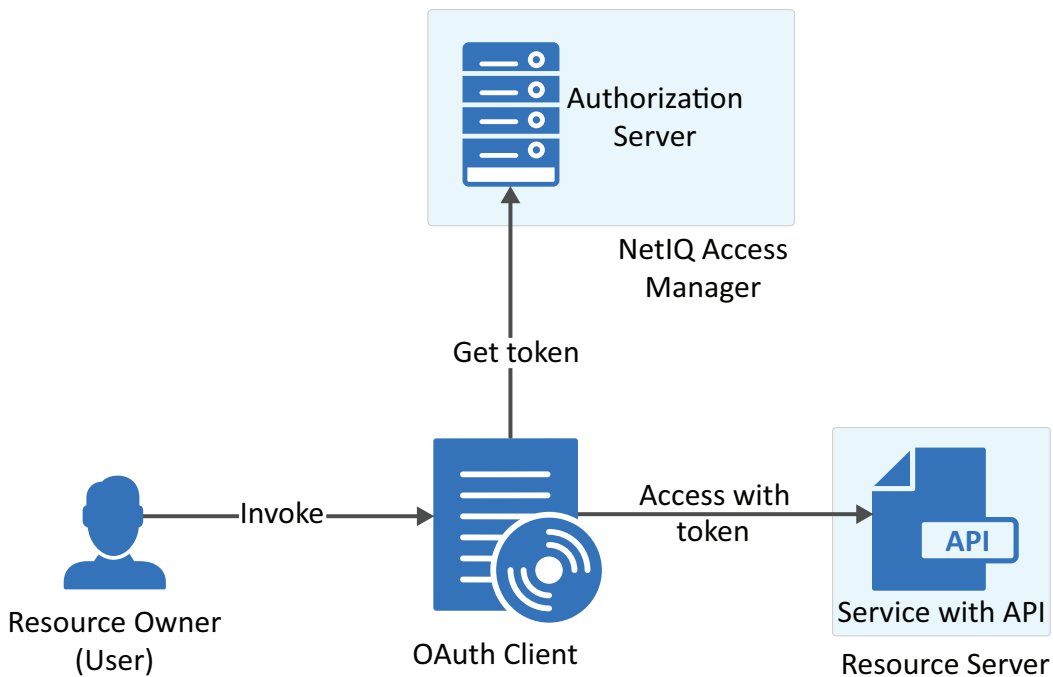 Authorization
Server
NetIQ Access
Manager
Get token
Invoke
Access with
token
API
Service with API
Resource Owner
(User)
OAuth Client
Resource Server